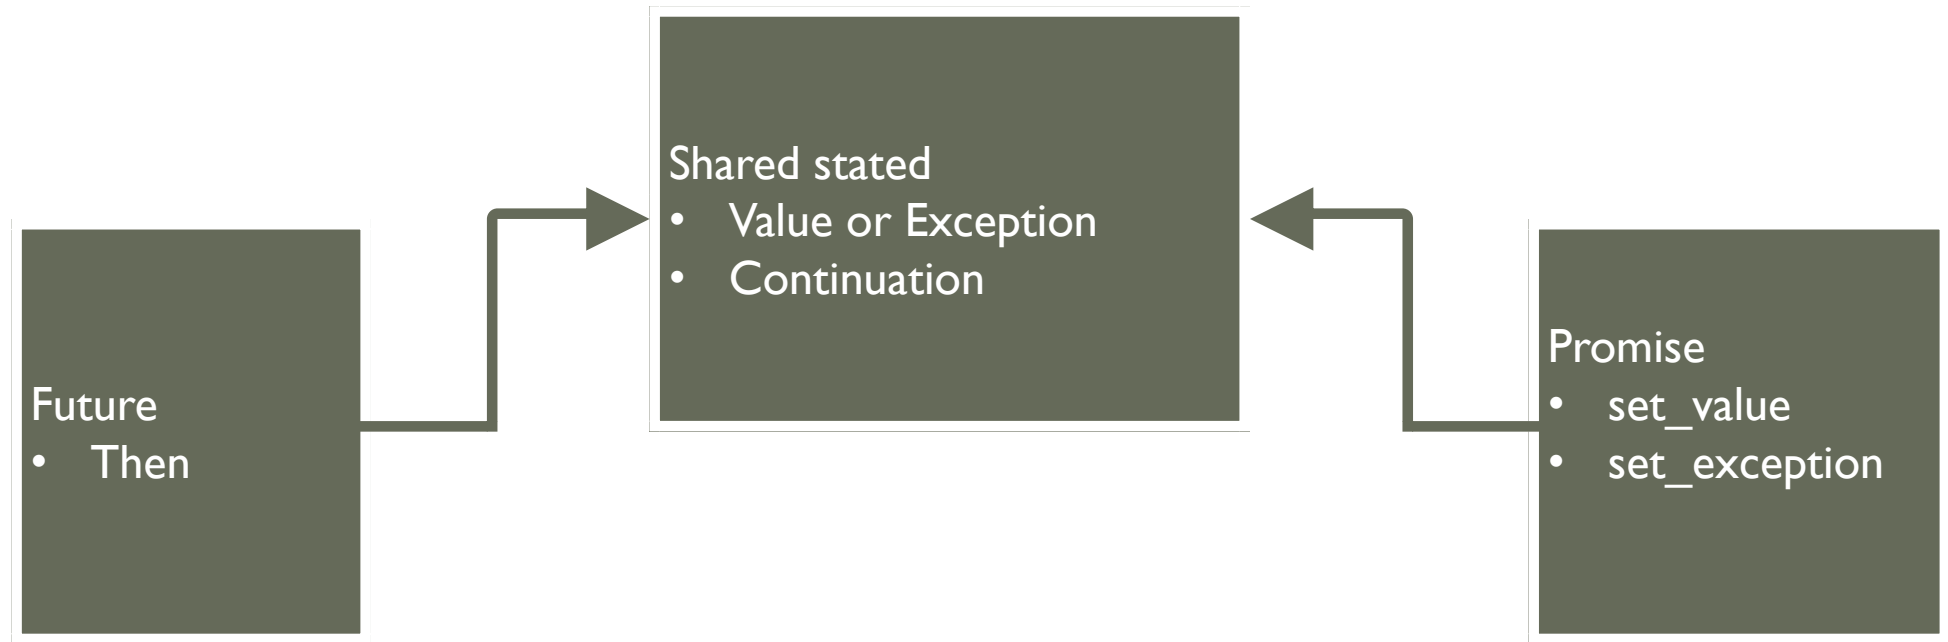 Shared stated
• Value or Exception
• Continuation
Future
• Then
Promise
• set_value
• set_exception